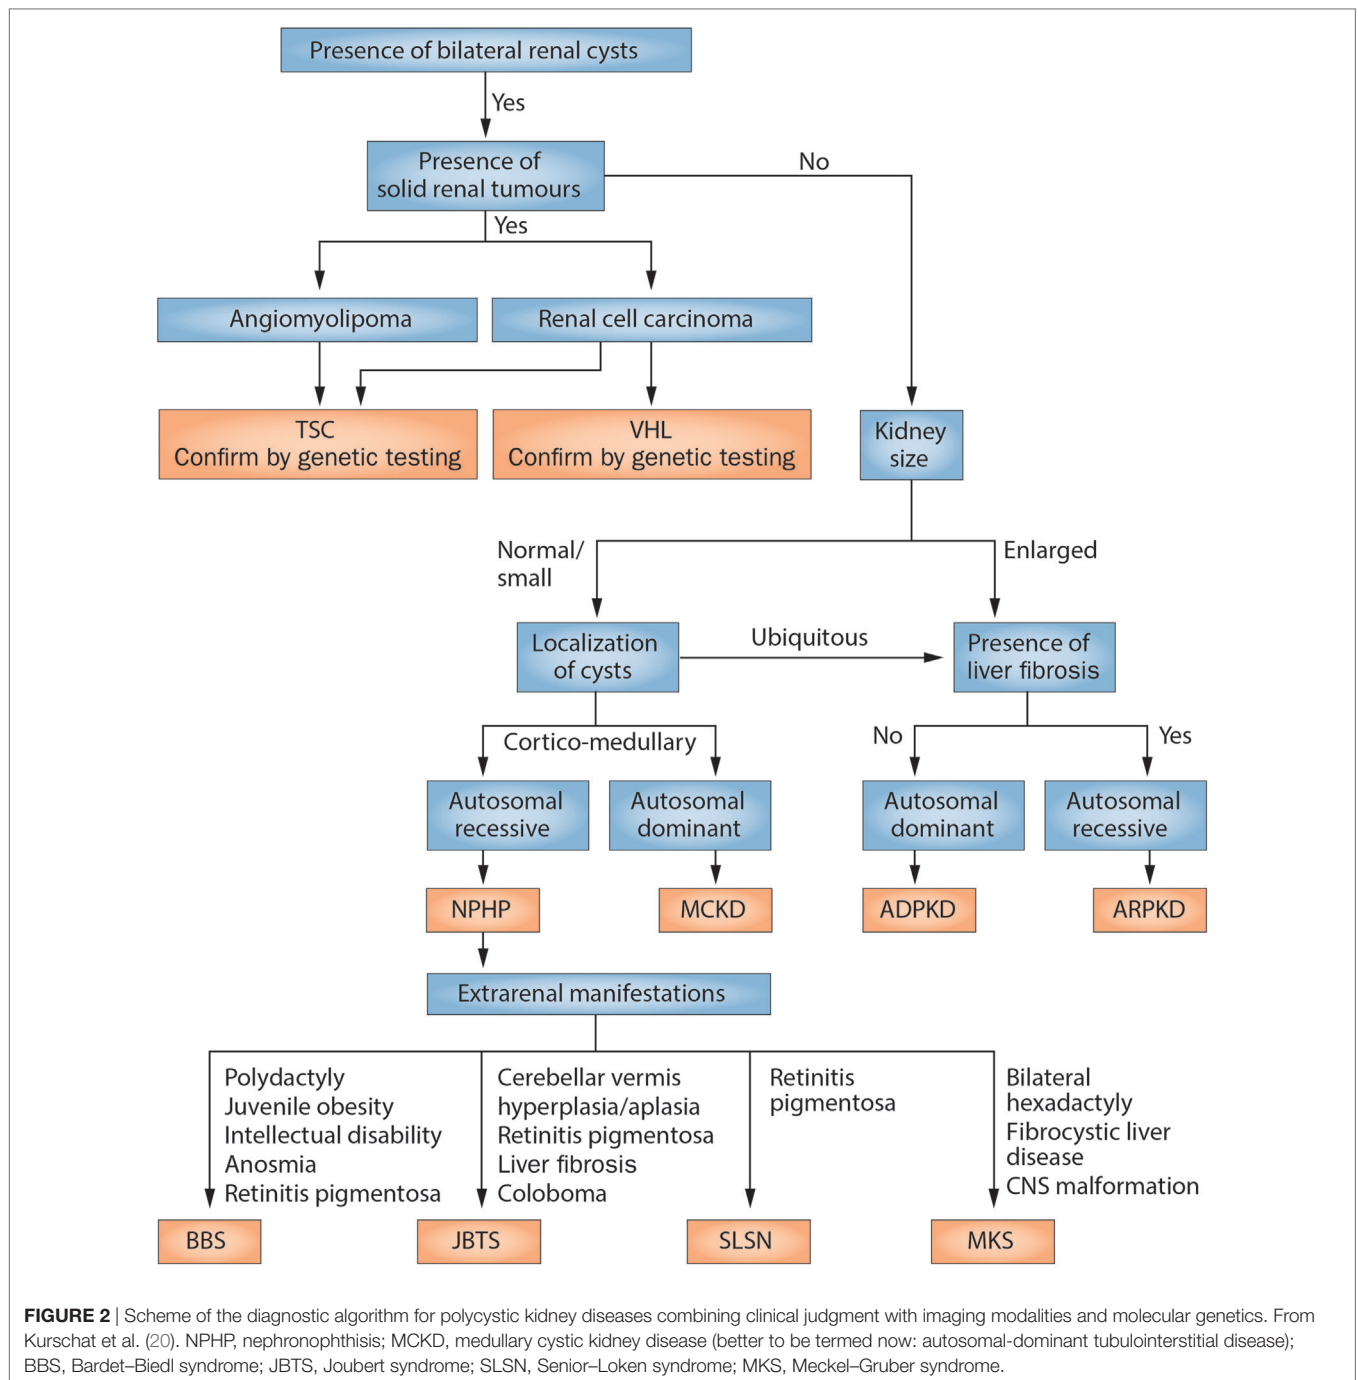 Presence of bilateral renal cysts
Yes
Presence of
solid renal tumours
No
Yes
Angiomyolipoma
Renal cell carcinoma
TSC
Confirm by genetic testing
VHL
Confirm by genetic testing
Kidney
size
Normal/
small
Enlarged
Localization
of cysts
Ubiquitous
Presence of
liver fibrosis
Cortico-medullary
No
Yes
Autosomal
recessive
Autosomal
dominant
Autosomal
dominant
Autosomal
recessive
NPHP
MCKD
ADPKD
ARPKD
Extrarenal manifestations
Polydactyly
Juvenile obesity
Intellectual disability
Anosmia
Retinitis pigmentosa
Cerebellar vermis
hyperplasia/aplasia
Retinitis pigmentosa
Liver fibrosis
Coloboma
Retinitis
pigmentosa
Bilateral
hexadactyly
Fibrocystic liver
disease
CNS malformation
BBS
JBTS
SLSN
MKS
FIGURE 2 | Scheme of the diagnostic algorithm for polycystic kidney diseases combining clinical judgment with imaging modalities and molecular genetics. From
Kurschat et al. (20). NPHP, nephronophthisis; MCKD, medullary cystic kidney disease (better to be termed now: autosomal-dominant tubulointerstitial disease);
BBS, Bardet–Biedl syndrome; JBTS, Joubert syndrome; SLSN, Senior–Loken syndrome; MKS, Meckel–Gruber syndrome.